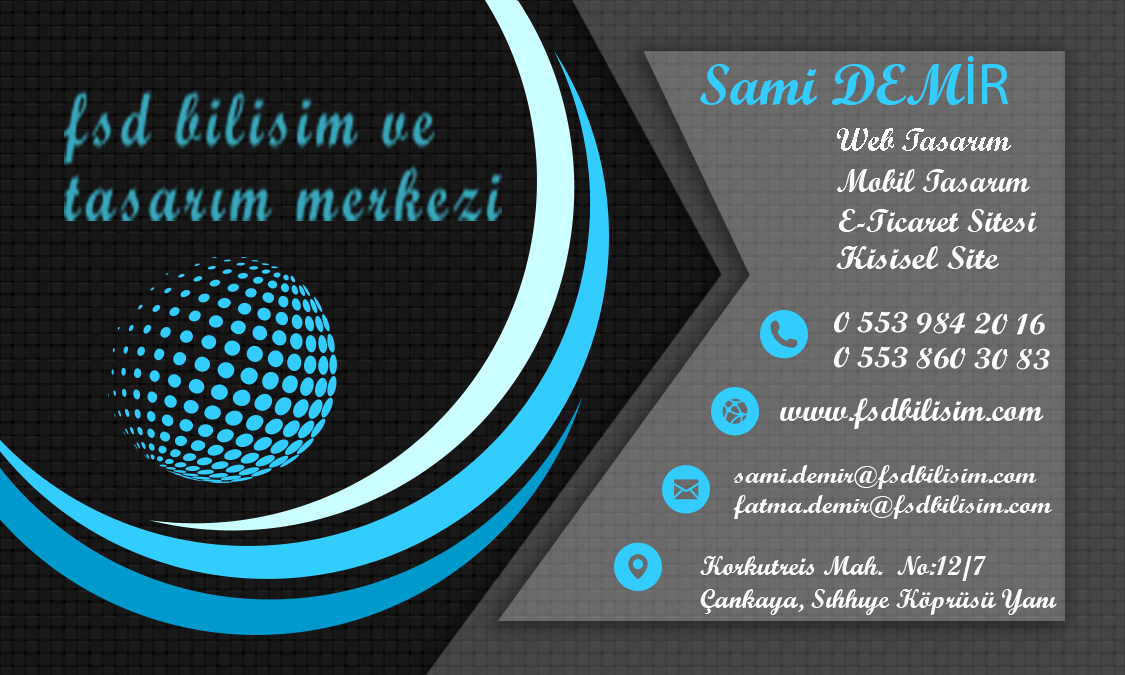 fsd bilisim ve
tasarım merkezi
Sami DEMİR
Web Tasarım
Mobil Tasarım
E-Ticaret Sitesi
Kisisel Site
0 553 984 20 16
0 553 860 30 83
www.fsdbilisim.com
sami.demir@fsdbilisim.com
fatma.demir@fsdbilisim.com
Korkutreis Mah. No:12/7
Çankaya, Sıhhıye Köprüsü Yanı